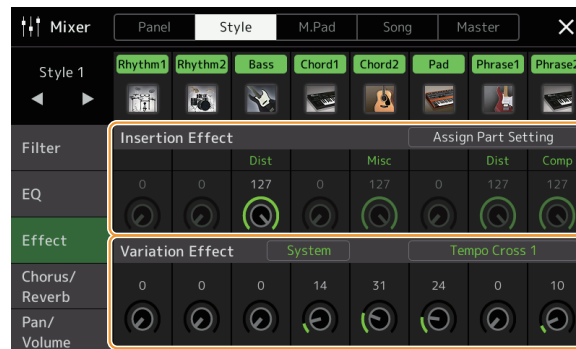 Mixer Panel Style M.Pad Song Master ×
Style 1
Rhythm1 Rhythm2 Bass Chord1 Chord2 Pad Phrase1 Phrase2
Filter
EQ
Effect
Chorus/
Reverb
Pan/
Volume
Insertion Effect Assign Part Setting
Dist Misc Dist Comp
0 0 127 0 127 0 127 127
Variation Effect System Tempo Cross 1
0 0 0 14 31 24 0 10